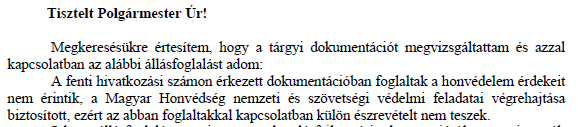 Tisztelt Polgármester Úr!
Megkeresésükre értesítem, hogy a tárgyi dokumentációt megvizsgáltattam és azzal
kapcsolatban az alábbi állásfoglalást adom:
A fenti hivatkozási számon érkezett dokumentációban foglaltak a honvédelem érdekeit
nem érintik, a Magyar Honvédség nemzeti és szövetségi védelmi feladatai végrehajtása
biztosított, ezért az abban foglaltakkal kapcsolatban külön észrevételt nem teszek.